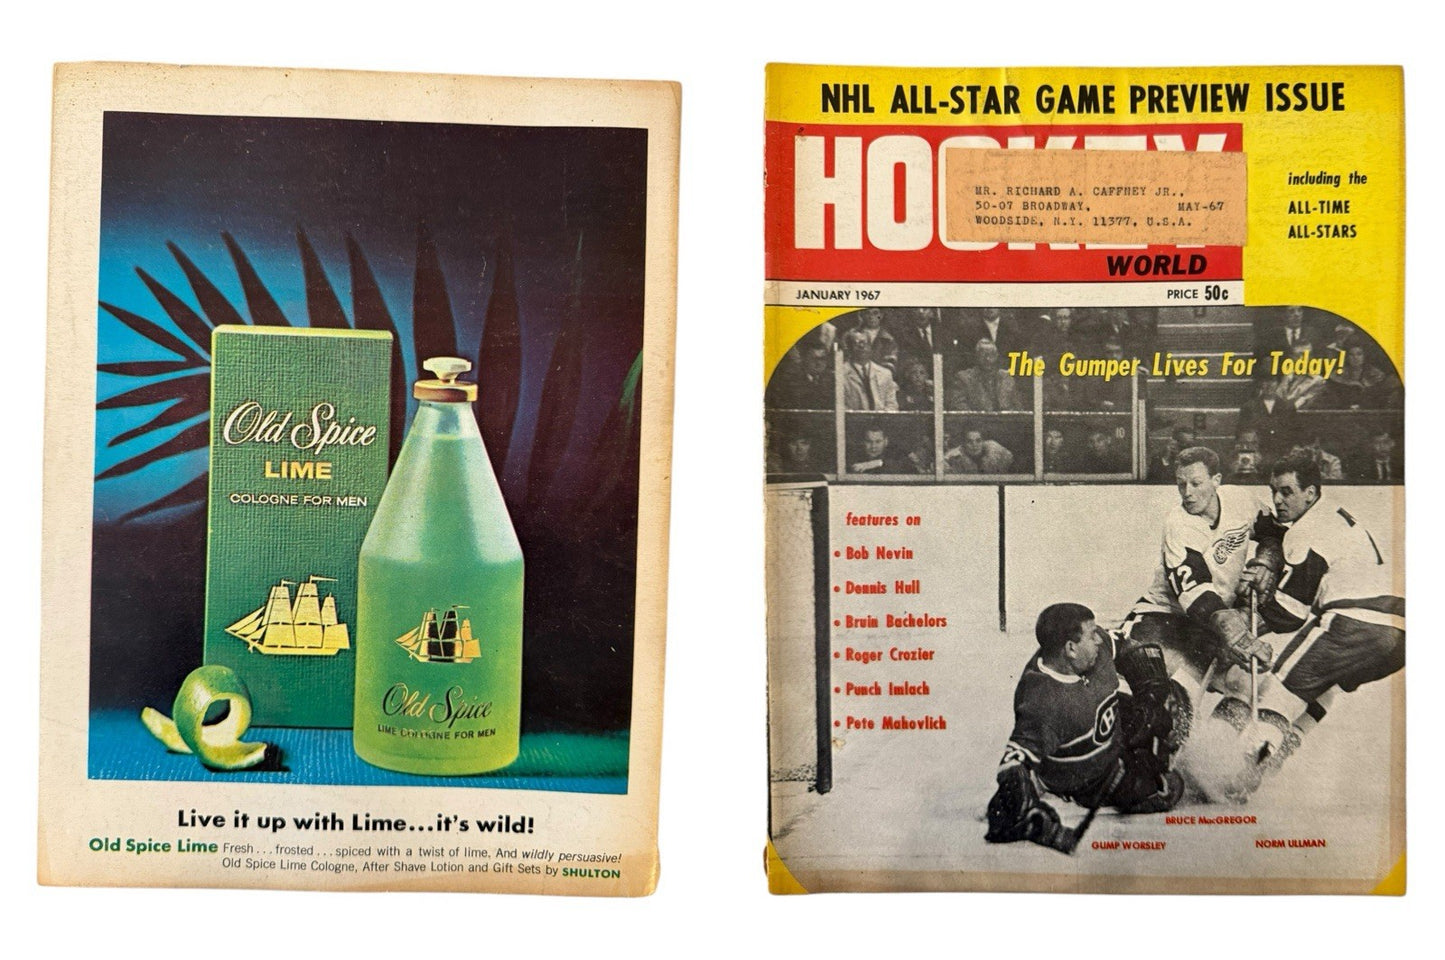 Old Spice
LIME
COLOGNE FOR MEN
Old Spice
LIME COLOGNE FOR MEN
Live it up with Lime...it's wild!
Old Spice Lime Fresh...frosted...spiced with a twist of lime. And wildly persuasive!
Old Spice Lime Cologne, After Shave Lotion and Gift Sets by SHULTON
NHL ALL-STAR GAME PREVIEW ISSUE
HOCKEY
MR. RICHARD A. CAFFNEY JR.,
50-07 BROADWAY, MAY-67
WOODSIDE, N.Y. 11377, U.S.A.
WORLD
including the
ALL-TIME
ALL-STARS
JANUARY 1967 PRICE 50c
The Gumper Lives For Today!
10
features on
• Bob Nevin
• Dennis Hull
• Bruin Bachelors
• Roger Crozier
• Punch Imlach
• Pete Mahovlich
12
7
BRUCE MacGREGOR
GUMP WORSLEY
NORM ULLMAN